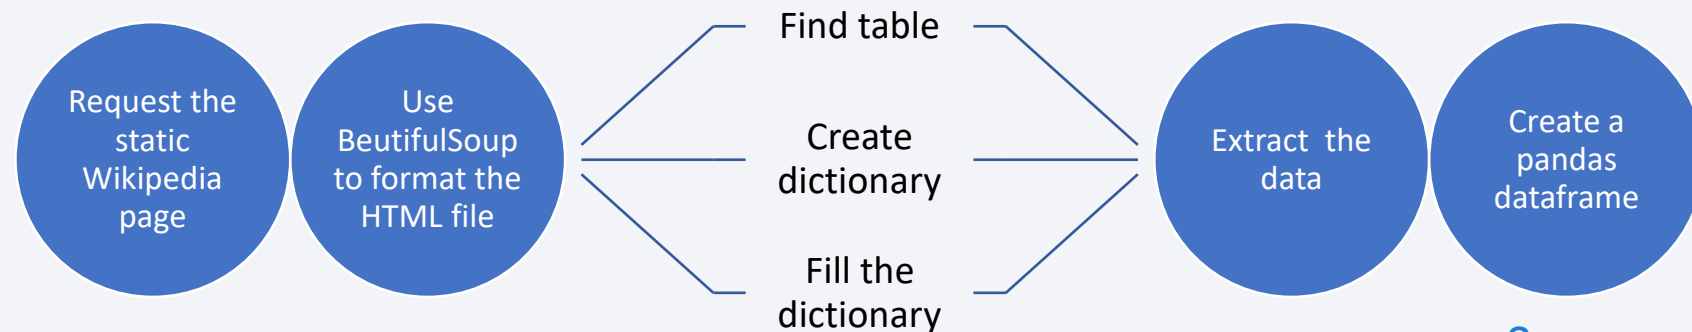 Request the
static
Wikipedia
page
Use
BeutifulSoup
to format the
HTML file
Find table
Create
dictionary
Fill the
dictionary
Extract the
data
Create a
pandas
dataframe